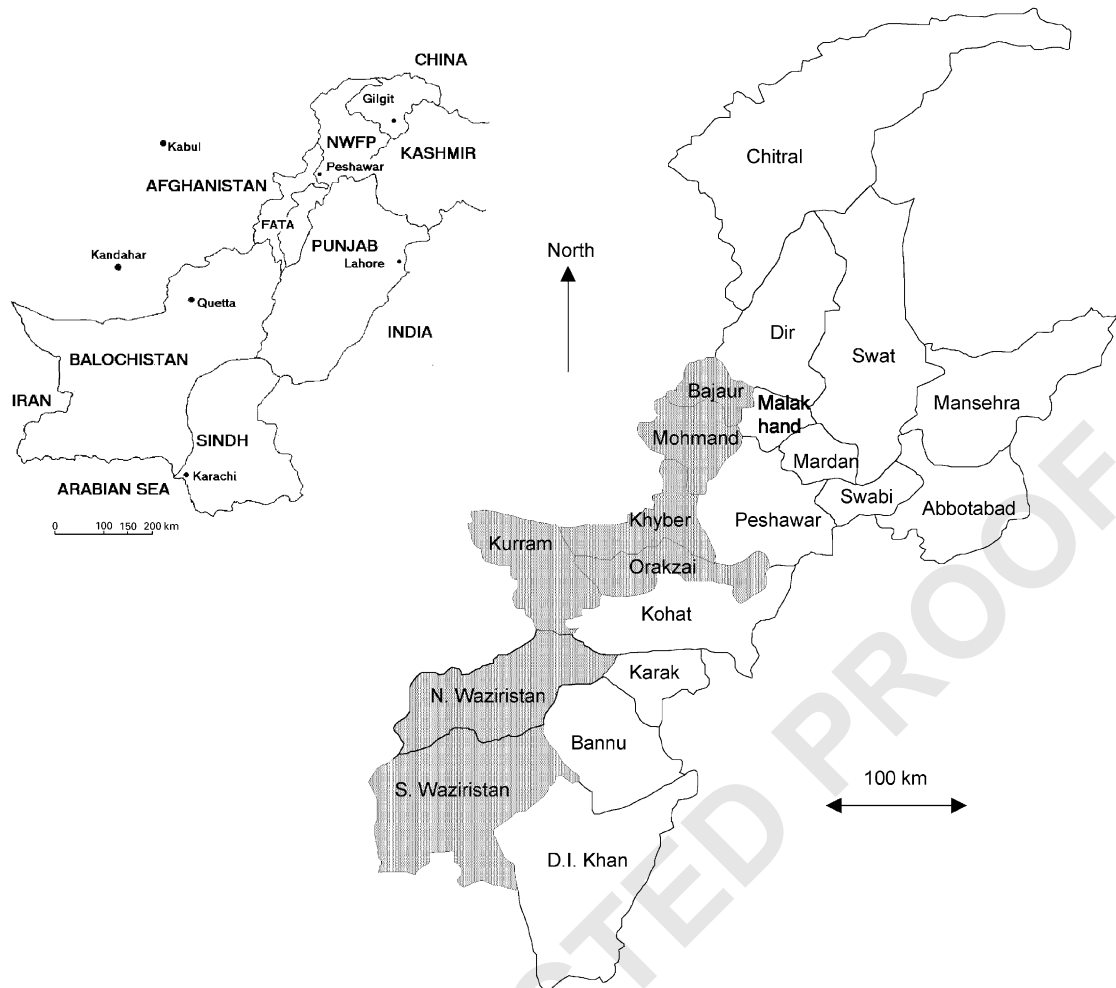 CHINA
Gilgit
NWFP
KASHMIR
Kabul
Peshawar
AFGHANISTAN
FATA
PUNJAB
Lahore
Kandahar
Quetta
INDIA
BALOCHISTAN
IRAN
SINDH
Karachi
ARABIAN SEA
0 100 150 200 km
North
Chitral
Dir
Swat
Bajaur
Malak
hand
Mansehra
Mohmand
Mardan
Swabi
Abbotabad
Peshawar
Khyber
Kurram
Orakzai
Kohat
Karak
N. Waziristan
Bannu
S. Waziristan
100 km
D.I. Khan
TED PROOF